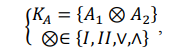 {K_A = {A_1 ⊗ A_2}
⊗∈ {I, II, ∨, ∧} ,